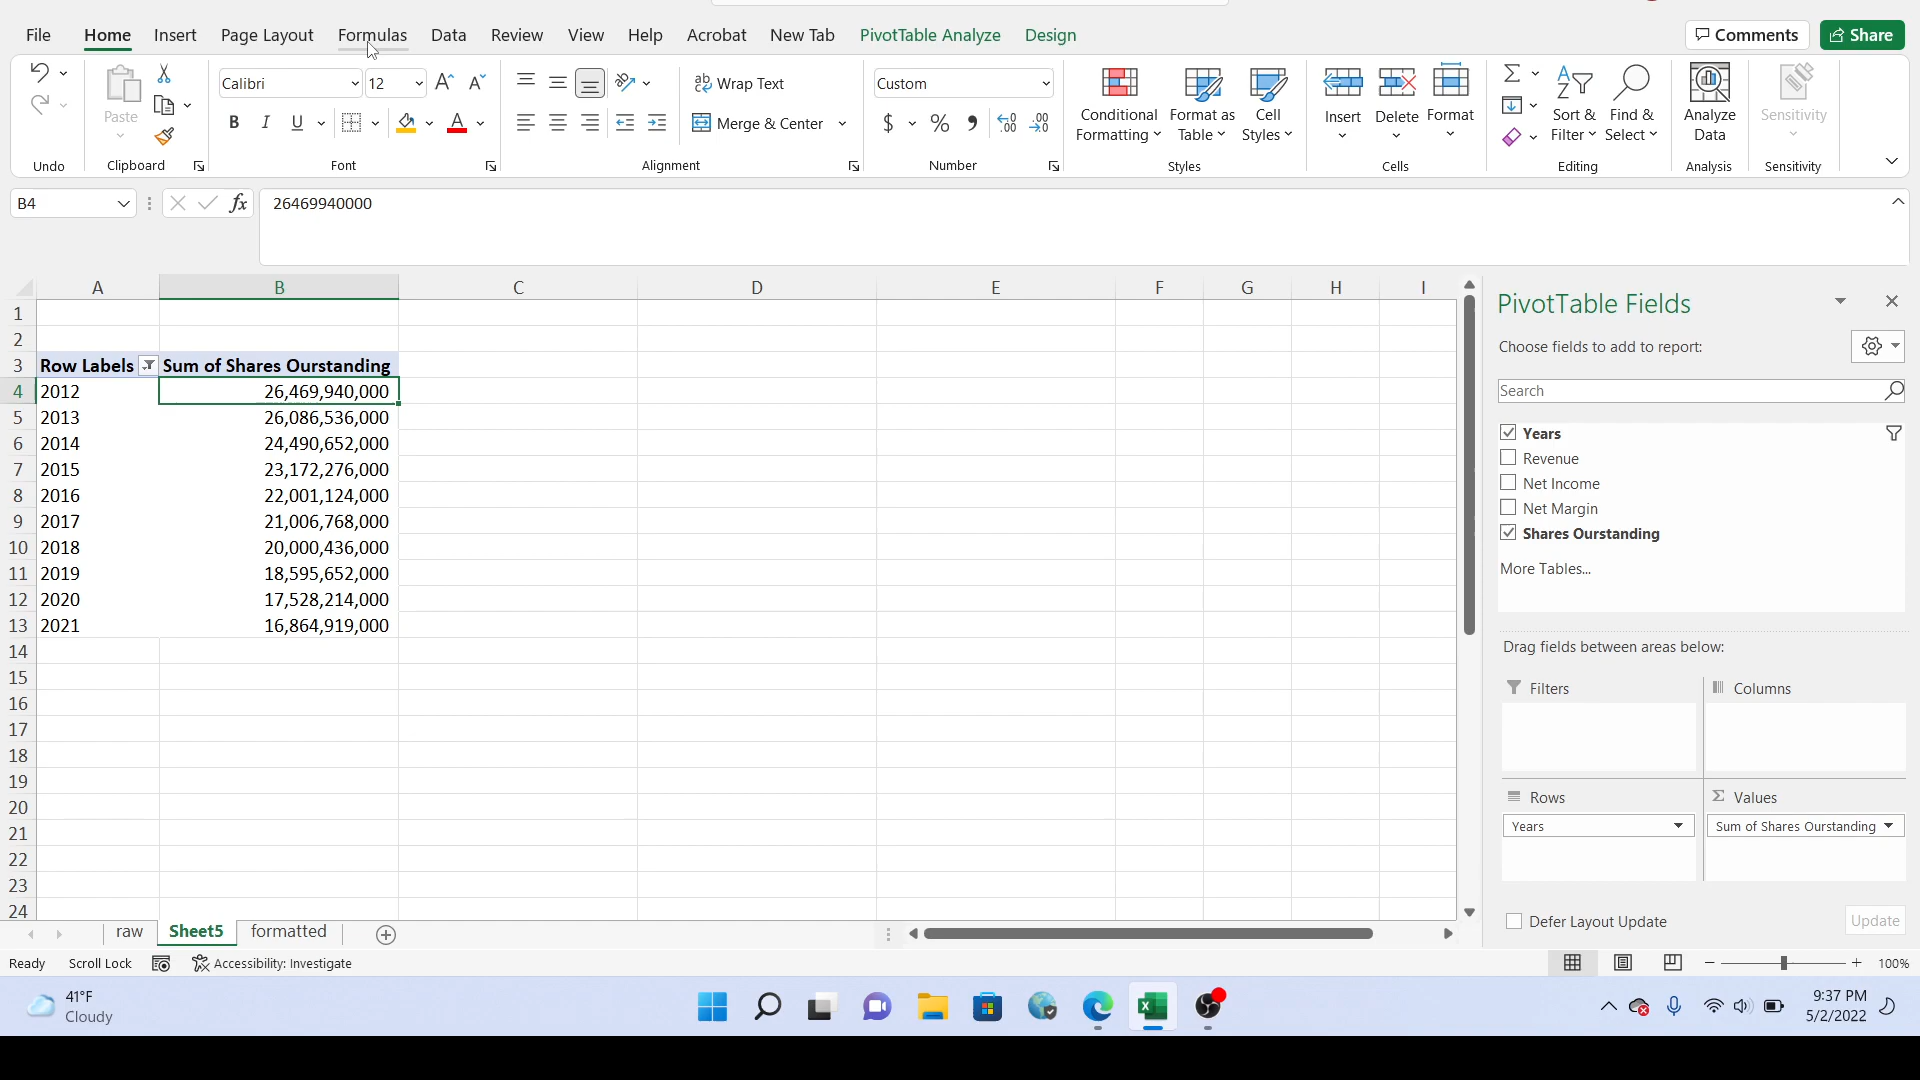 File Home Insert Page Layout Formulas Data Review View Help Acrobat New Tab PivotTable Analyze Design Comments Share
Paste
Undo
Clipboard
Calibri 12
B I U A
Font
Wrap Text
Merge & Center
Alignment
Custom
$ % 9
Number
Conditional Formatting
Format as Table
Cell Styles
Styles
Insert
Delete
Format
Cells
Sort & Filter
Find & Select
Editing
Analyze Data
Analysis
Sensitivity
Sensitivity
B4 fx 26469940000
A B C D E F G H I
1
2
3 Row Labels Sum of Shares Ourstanding
4 2012 26,469,940,000
5 2013 26,086,536,000
6 2014 24,490,652,000
7 2015 23,172,276,000
8 2016 22,001,124,000
9 2017 21,006,768,000
10 2018 20,000,436,000
11 2019 18,595,652,000
12 2020 17,528,214,000
13 2021 16,864,919,000
14
15
16
17
18
19
20
21
22
23
24
PivotTable Fields
Choose fields to add to report:
Search
Years
Revenue
Net Income
Net Margin
Shares Ourstanding
More Tables...
Drag fields between areas below:
Filters
Columns
Rows
Values
Years
Sum of Shares Ourstanding
Defer Layout Update
Update
raw Sheet5 formatted
Ready Scroll Lock Accessibility: Investigate
100%
41°F
Cloudy
9:37 PM
5/2/2022